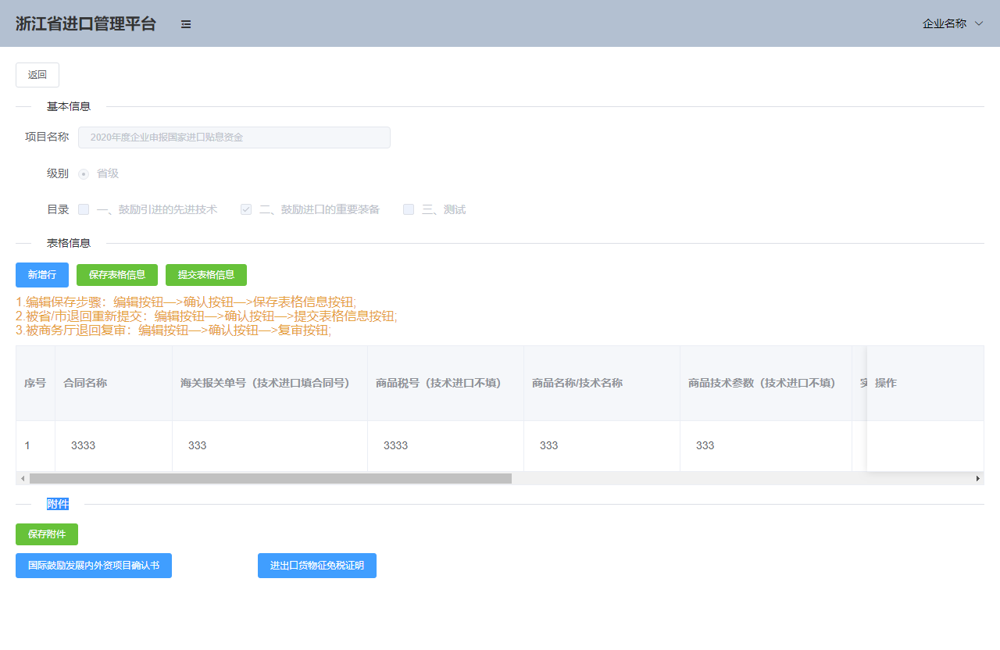 浙江省进口管理平台
企业名称
返回
基本信息
项目名称 2020年度企业申报国家进口贴息资金
级别 省级
目录 一、鼓励引进的先进技术 二、鼓励进口的重要装备 三、测试
表格信息
新增行 保存表格信息 提交表格信息
1.编辑保存步骤：编辑按钮—>确认按钮—>保存表格信息按钮;
2.被省/市退回重新提交：编辑按钮—>确认按钮—>提交表格信息按钮;
3.被商务厅退回复审：编辑按钮—>确认按钮—>复审按钮;
序号 合同名称 海关报关单号（技术进口填合同号） 商品税号（技术进口不填） 商品名称/技术名称 商品技术参数（技术进口不填） 操作
1 3333 333 3333 333 333
附件
保存附件
国际鼓励发展内外资项目确认书 进出口货物征免税证明